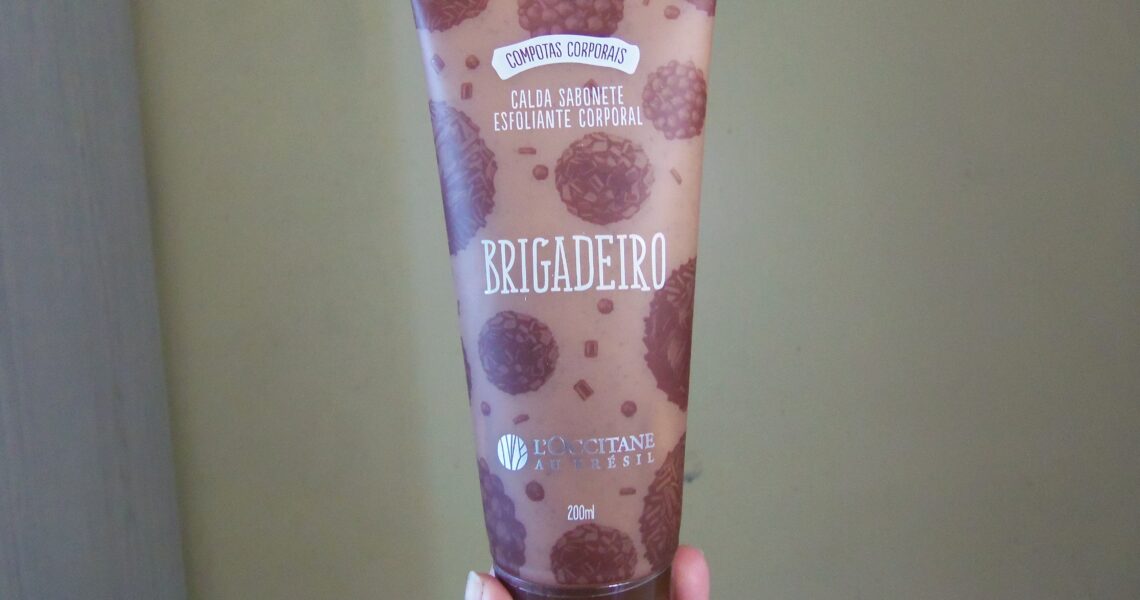 COMPOTAS CORPORAIS
CALDA SABONETE
ESFOLIANTE CORPORAL
BRIGADEIRO
L'OCCITANE
AU BRÉSIL
200ml